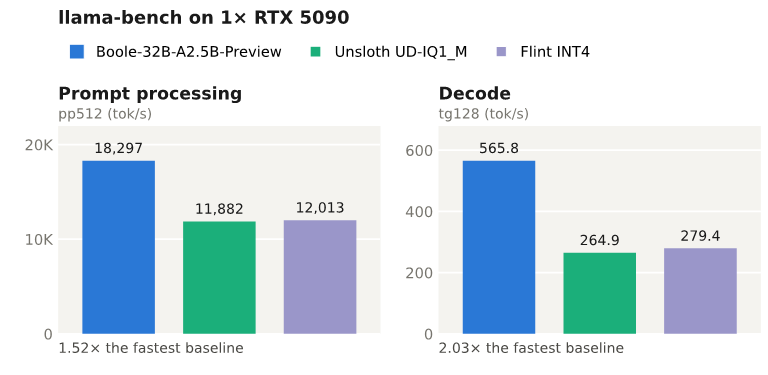 llama-bench on 1× RTX 5090
Boole-32B-A2.5B-Preview
Unsloth UD-IQ1_M
Flint INT4
Prompt processing
pp512 (tok/s)
20K
10K
0
18,297
11,882
12,013
1.52× the fastest baseline
Decode
tg128 (tok/s)
600
400
200
0
565.8
264.9
279.4
2.03× the fastest baseline